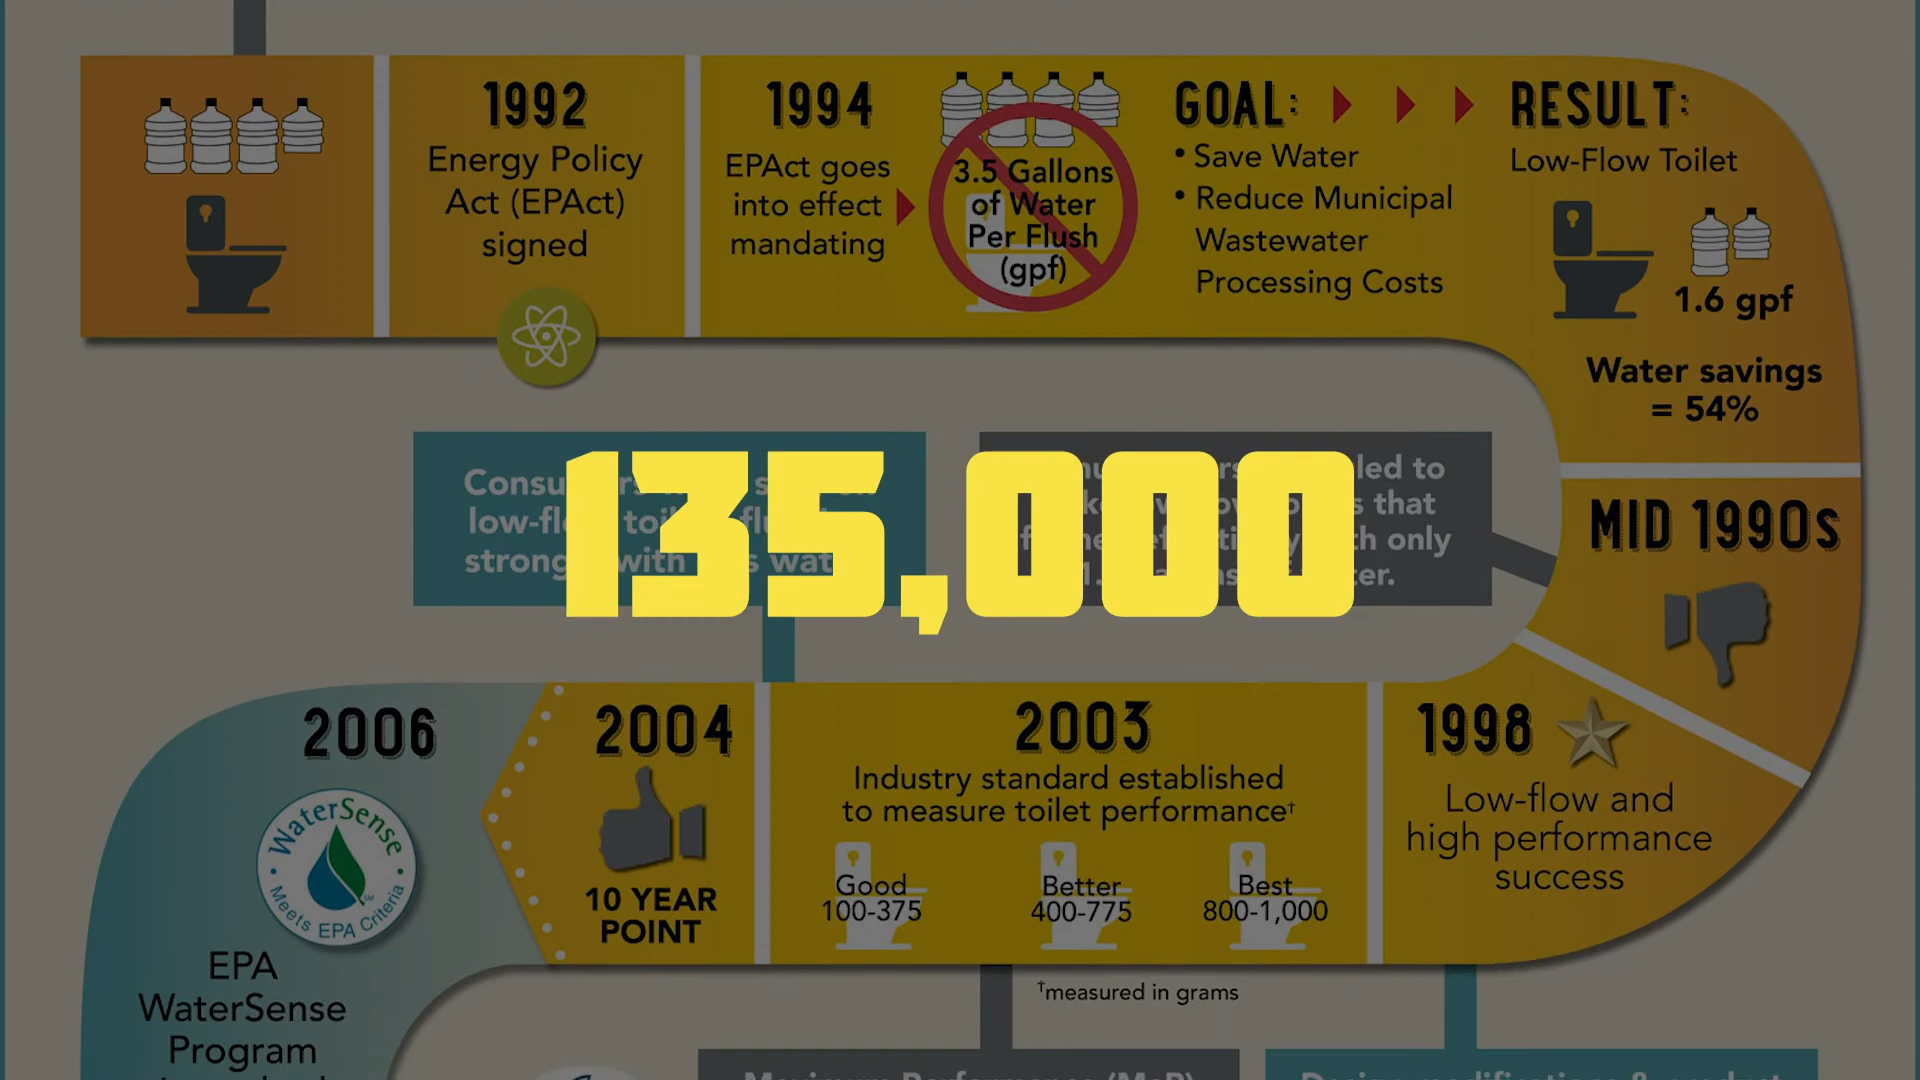 1992
Energy Policy
Act (EPAct)
signed
1994
EPAct goes
into effect
mandating
3.5 Gallons
of Water
Per Flush
(gpf)
GOAL:
• Save Water
• Reduce Municipal
Wastewater
Processing Costs
RESULT:
Low-Flow Toilet
1.6 gpf
Water savings
= 54%
low-
strong with
led to
that
only
135,000
MID 1990s
2006
WaterSense
Meets EPA Criteria
TM
EPA
WaterSense
Program
2004
10 YEAR
POINT
2003
Industry standard established
to measure toilet performance†
Good
100-375
Better
400-775
Best
800-1,000
1998
Low-flow and
high performance
success
†measured in grams